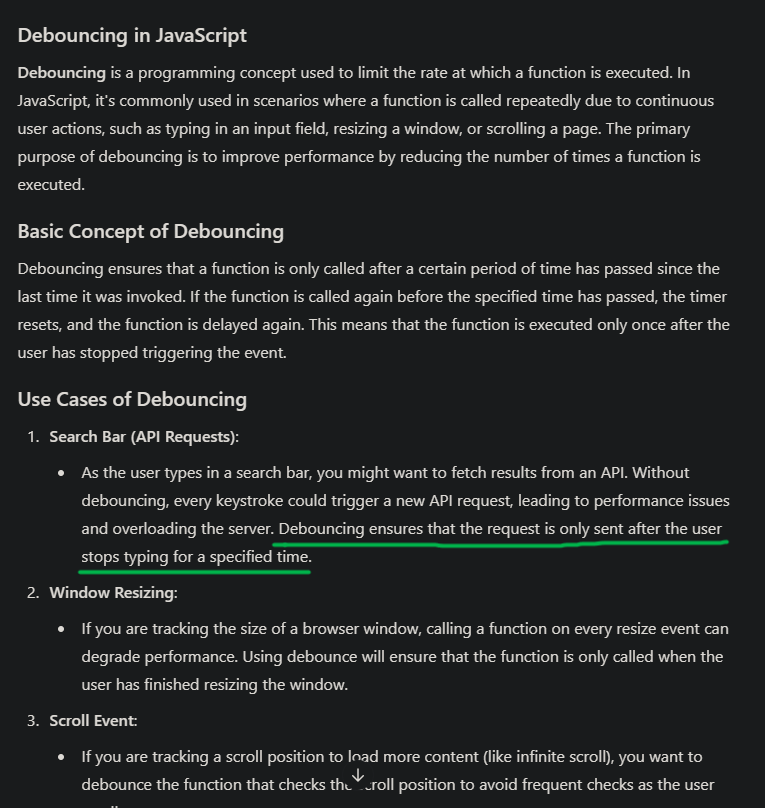 Debouncing in JavaScript
Debouncing is a programming concept used to limit the rate at which a function is executed. In
JavaScript, it's commonly used in scenarios where a function is called repeatedly due to continuous
user actions, such as typing in an input field, resizing a window, or scrolling a page. The primary
purpose of debouncing is to improve performance by reducing the number of times a function is
executed.
Basic Concept of Debouncing
Debouncing ensures that a function is only called after a certain period of time has passed since the
last time it was invoked. If the function is called again before the specified time has passed, the timer
resets, and the function is delayed again. This means that the function is executed only once after the
user has stopped triggering the event.
Use Cases of Debouncing
1. Search Bar (API Requests):
• As the user types in a search bar, you might want to fetch results from an API. Without
debouncing, every keystroke could trigger a new API request, leading to performance issues
and overloading the server. Debouncing ensures that the request is only sent after the user
stops typing for a specified time.
2. Window Resizing:
• If you are tracking the size of a browser window, calling a function on every resize event can
degrade performance. Using debounce will ensure that the function is only called when the
user has finished resizing the window.
3. Scroll Event:
• If you are tracking a scroll position to load more content (like infinite scroll), you want to
debounce the function that checks the scroll position to avoid frequent checks as the user